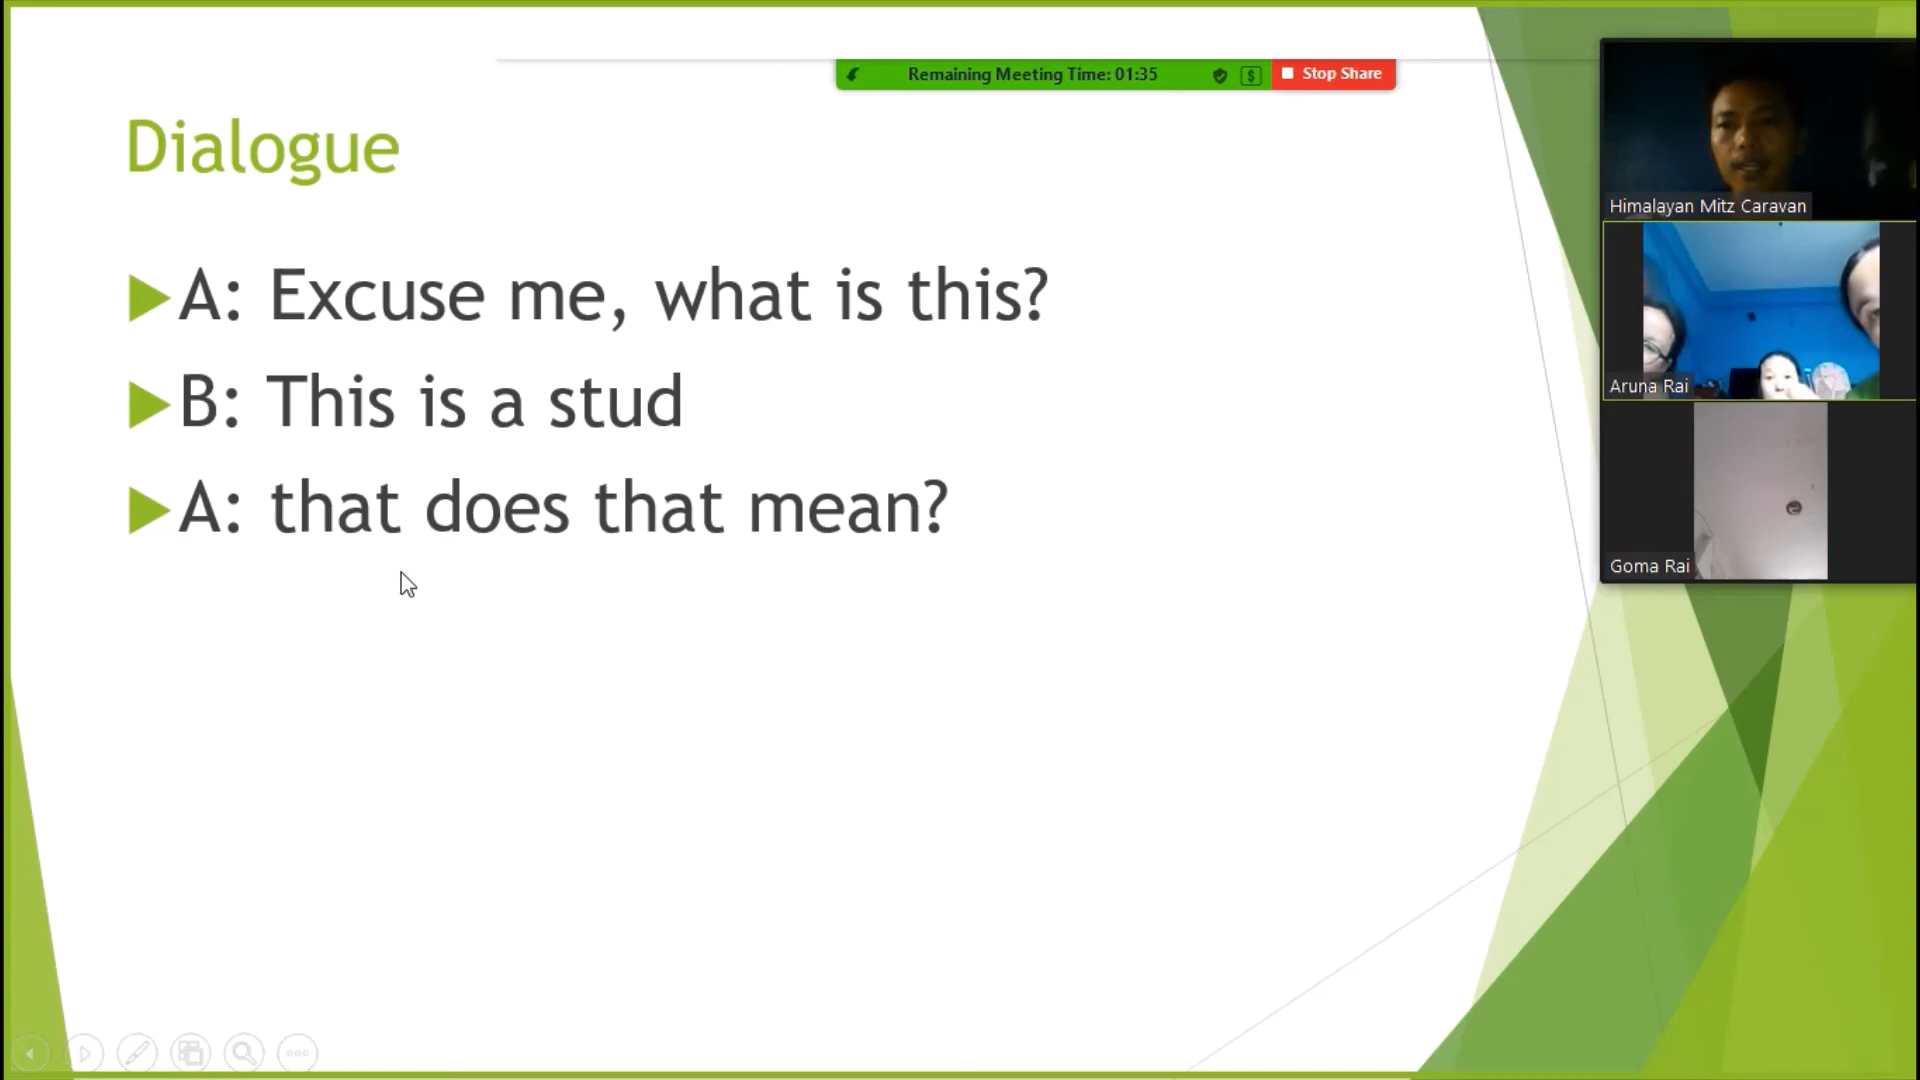 Remaining Meeting Time: 01:35
Stop Share
Dialogue
A: Excuse me, what is this?
B: This is a stud
A: that does that mean?
Himalayan Mitz Caravan
Aruna Rai
Goma Rai